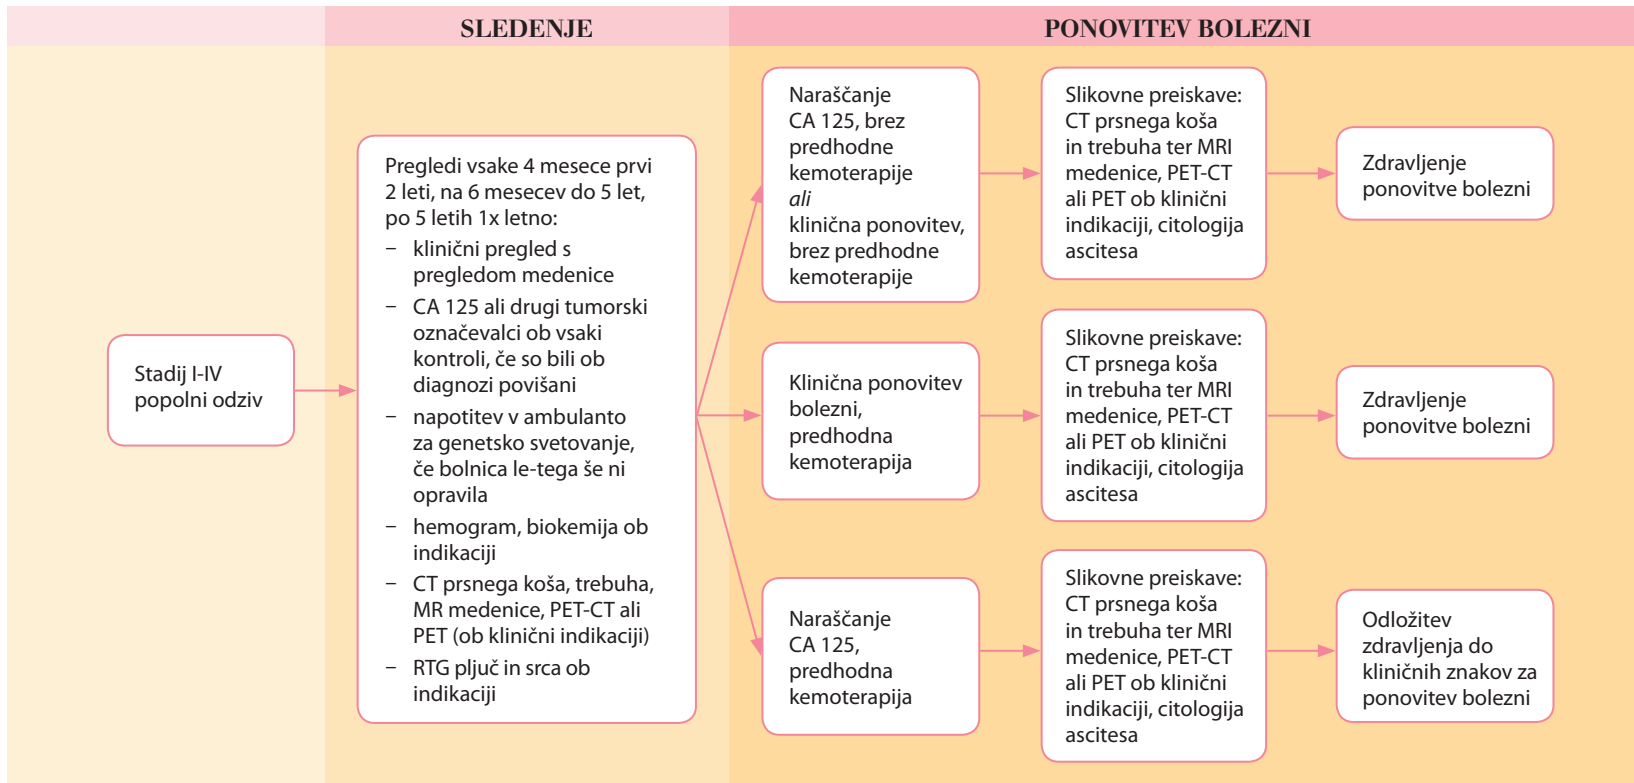 SLEDENJE
PONOVITEV BOLEZNI
Stadij I-IV
popolni odziv
Pregledi vsake 4 mesece prvi
2 leti, na 6 mesecev do 5 let,
po 5 letih 1x letno:
– klinični pregled s
pregledom medenice
– CA 125 ali drugi tumorski
označevalci ob vsaki
kontroli, če so bili ob
diagnozi povišani
– napotitev v ambulanto
za genetsko svetovanje,
če bolnica le-tega še ni
opravila
– hemogram, biokemija ob
indikaciji
– CT prsnega koša, trebuha,
MR medenice, PET-CT ali
PET (ob klinični indikaciji)
– RTG pljuč in srca ob
indikaciji
Naraščanje
CA 125, brez
predhodne
kemoterapije
ali
klinična ponovitev,
brez predhodne
kemoterapije
Slikovne preiskave:
CT prsnega koša
in trebuha ter MRI
medenice, PET-CT
ali PET ob klinični
indikaciji, citologija
ascitesa
Zdravljenje
ponovitve bolezni
Klinična ponovitev
bolezni,
predhodna
kemoterapija
Slikovne preiskave:
CT prsnega koša
in trebuha ter MRI
medenice, PET-CT
ali PET ob klinični
indikaciji, citologija
ascitesa
Zdravljenje
ponovitve bolezni
Naraščanje
CA 125,
predhodna
kemoterapija
Slikovne preiskave:
CT prsnega koša
in trebuha ter MRI
medenice, PET-CT
ali PET ob klinični
indikaciji, citologija
ascitesa
Odložitev
zdravljenja do
kliničnih znakov za
ponovitev bolezni